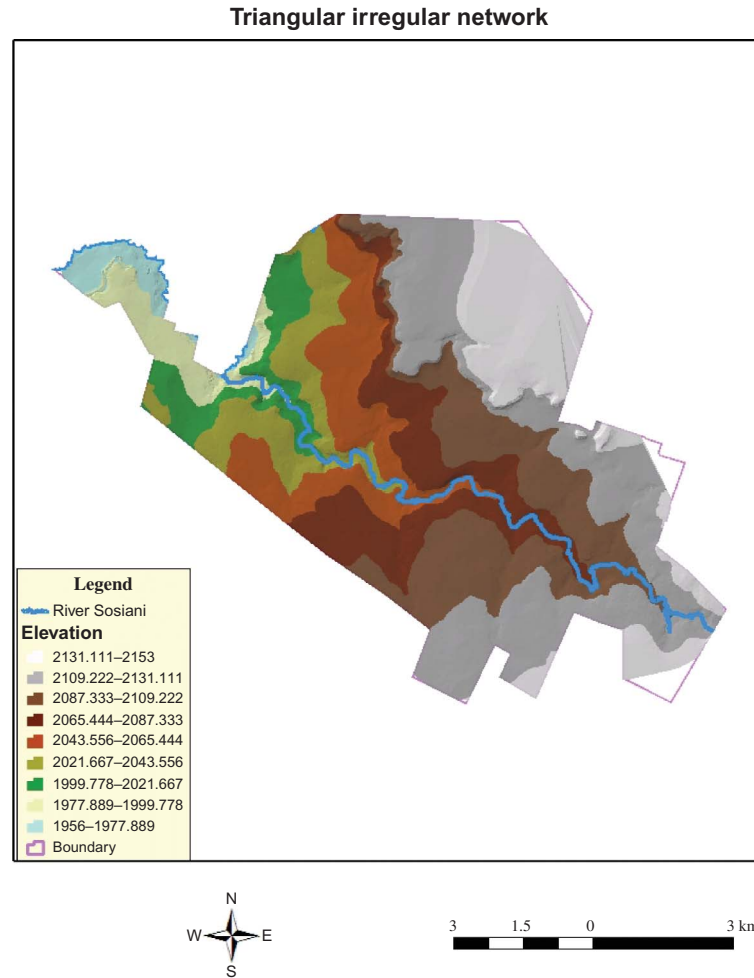 Triangular irregular network
Legend
River Sosiani
Elevation
2131.111–2153
2109.222–2131.111
2087.333–2109.222
2065.444–2087.333
2043.556–2065.444
2021.667–2043.556
1999.778–2021.667
1977.889–1999.778
1956–1977.889
Boundary
N
W E
S
3 1.5 0 3 km